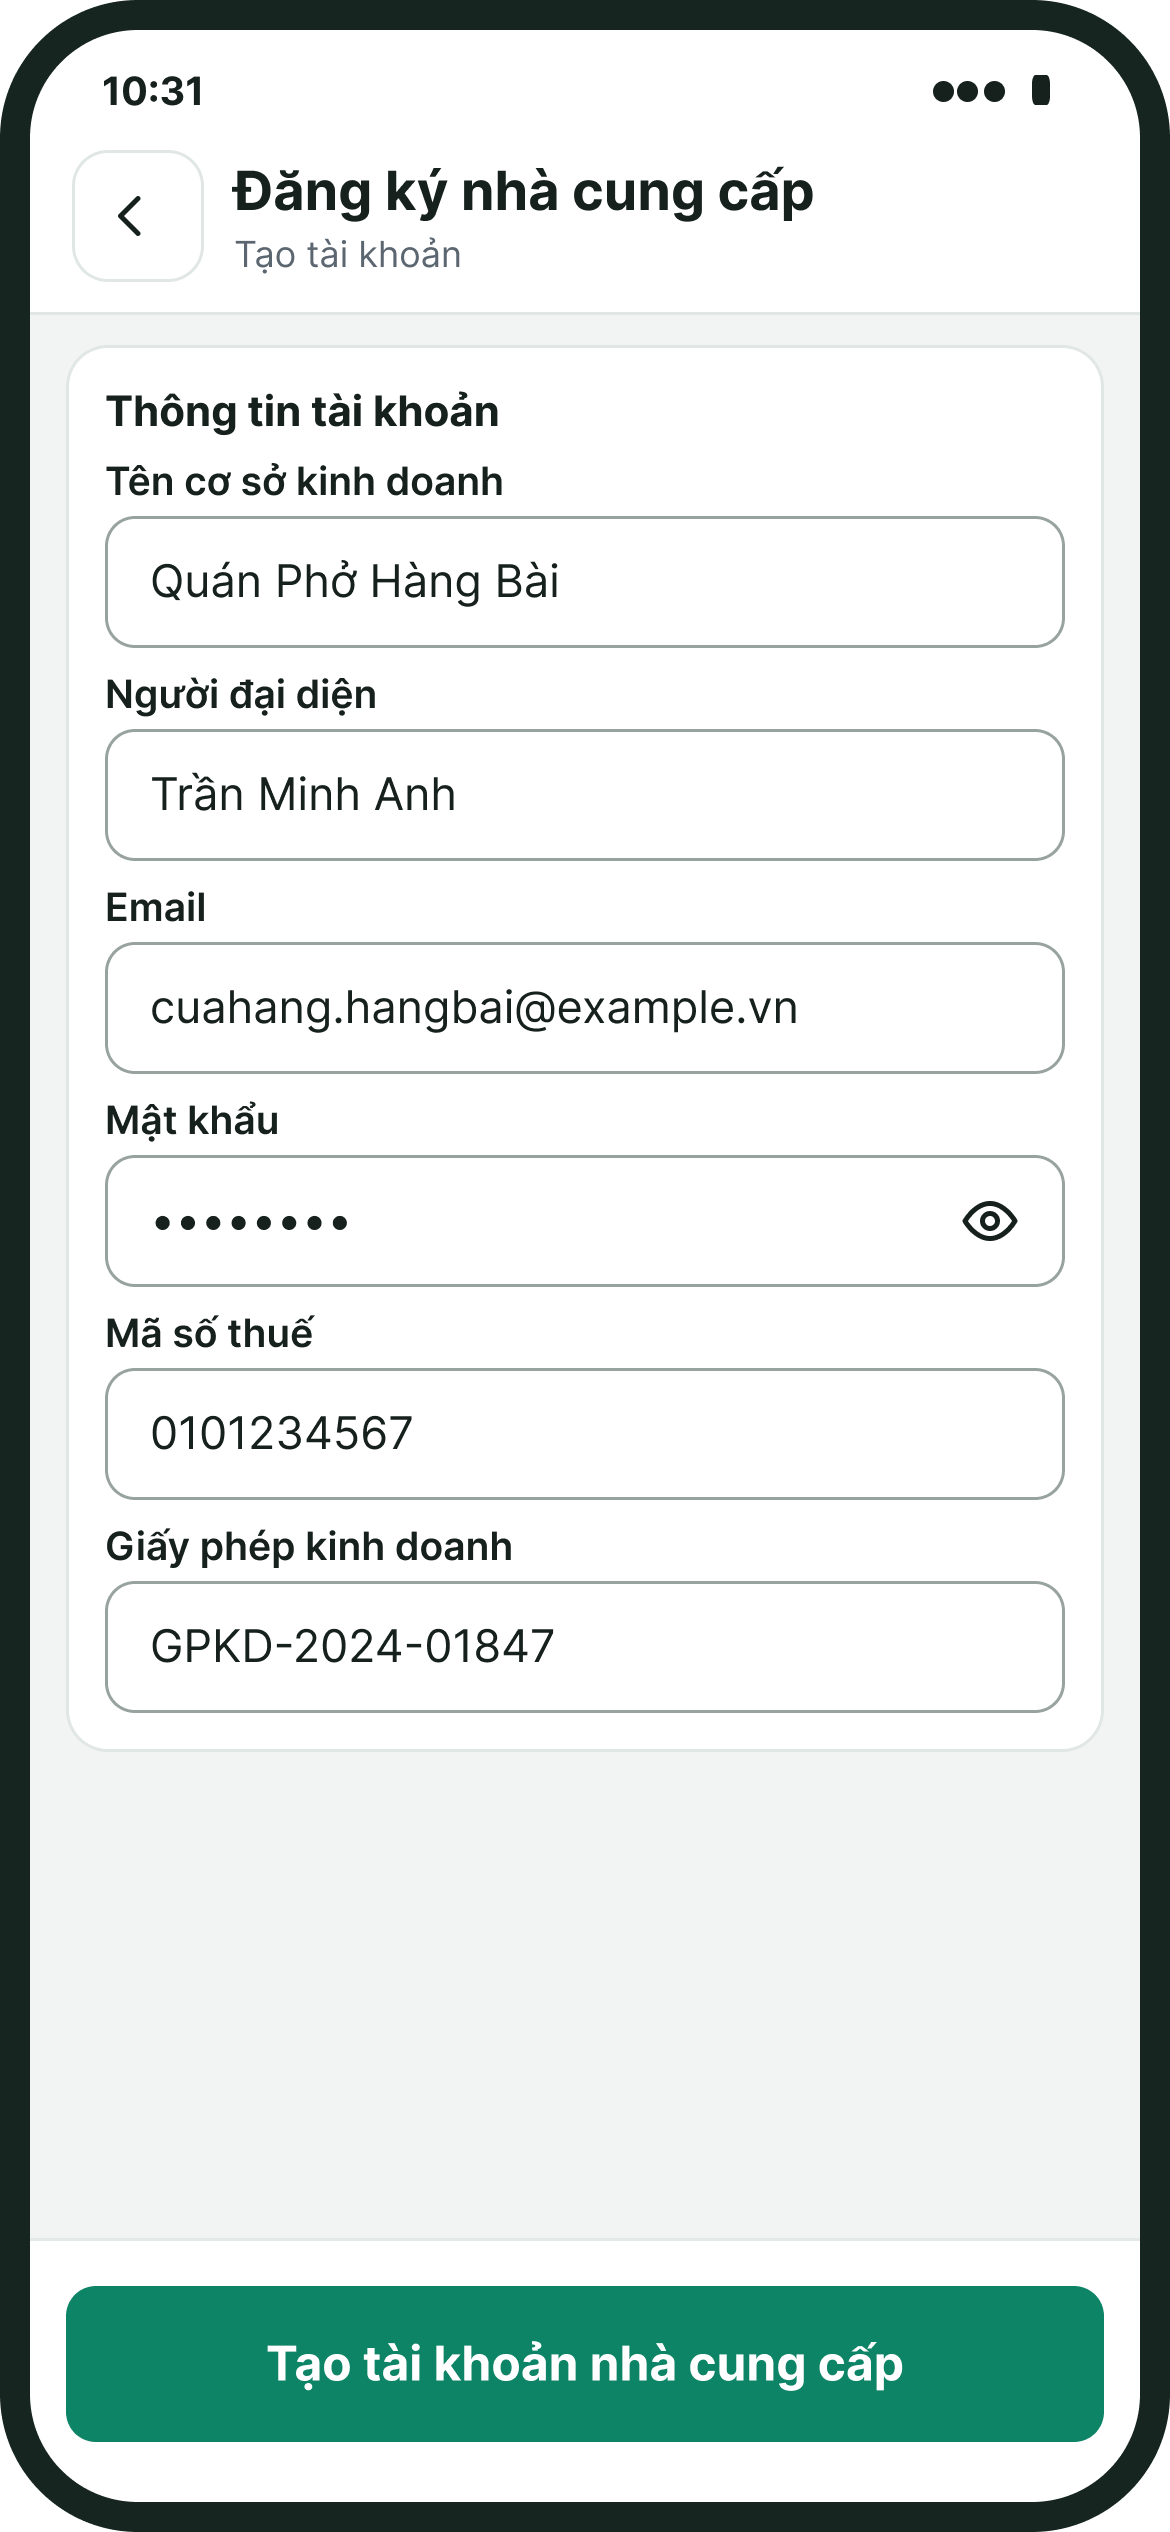 10:31
Đăng ký nhà cung cấp
Tạo tài khoản
Thông tin tài khoản
Tên cơ sở kinh doanh
Quán Phở Hàng Bài
Người đại diện
Trần Minh Anh
Email
cuahang.hangbai@example.vn
Mật khẩu
••••••••
Mã số thuế
0101234567
Giấy phép kinh doanh
GPKD-2024-01847
Tạo tài khoản nhà cung cấp